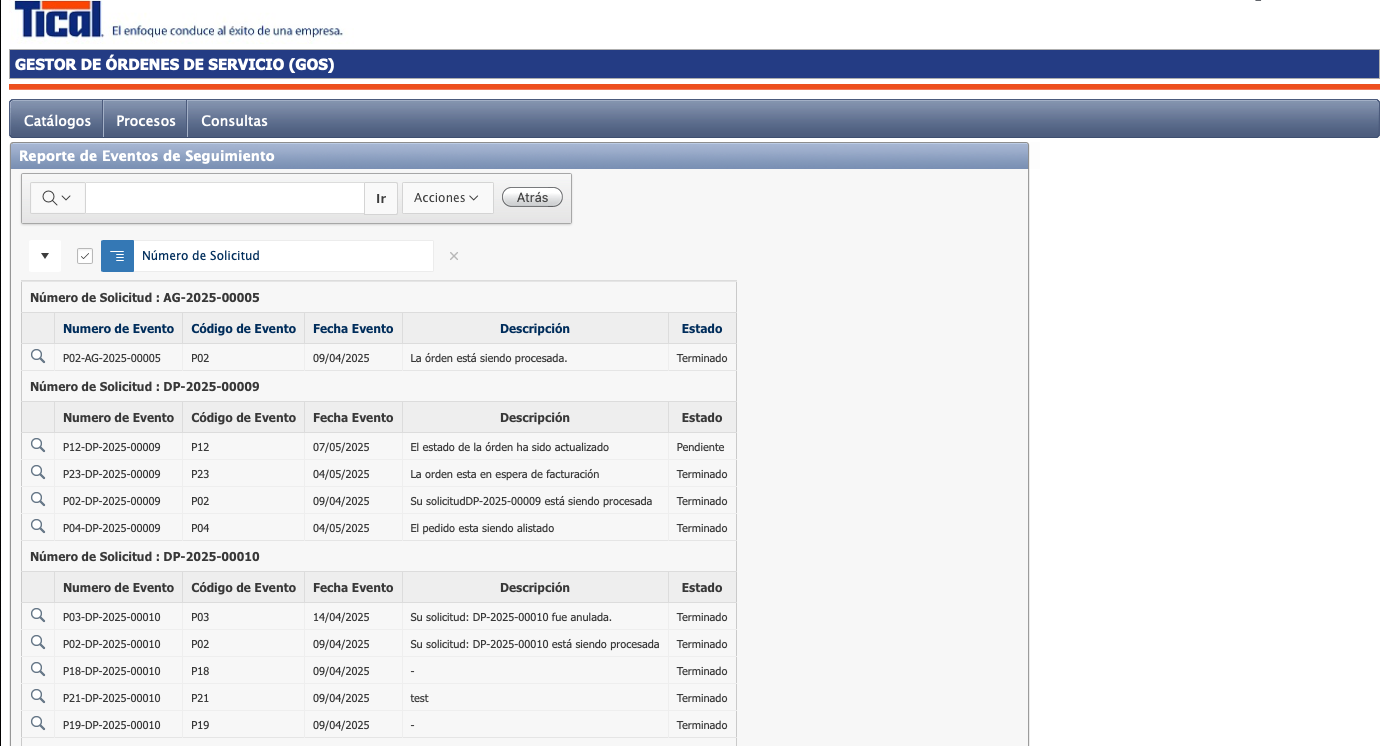 Tical
El enfoque conduce al éxito de una empresa.
GESTOR DE ÓRDENES DE SERVICIO (GOS)
Catálogos Procesos Consultas
Reporte de Eventos de Seguimiento
Ir Acciones Atrás
Número de Solicitud
Número de Solicitud : AG-2025-00005
Numero de Evento Código de Evento Fecha Evento Descripción Estado
P02-AG-2025-00005 P02 09/04/2025 La órden está siendo procesada. Terminado
Número de Solicitud : DP-2025-00009
Numero de Evento Código de Evento Fecha Evento Descripción Estado
P12-DP-2025-00009 P12 07/05/2025 El estado de la órden ha sido actualizado Pendiente
P23-DP-2025-00009 P23 04/05/2025 La orden esta en espera de facturación Terminado
P02-DP-2025-00009 P02 09/04/2025 Su solicitudDP-2025-00009 está siendo procesada Terminado
P04-DP-2025-00009 P04 04/05/2025 El pedido esta siendo alistado Terminado
Número de Solicitud : DP-2025-00010
Numero de Evento Código de Evento Fecha Evento Descripción Estado
P03-DP-2025-00010 P03 14/04/2025 Su solicitud: DP-2025-00010 fue anulada. Terminado
P02-DP-2025-00010 P02 09/04/2025 Su solicitud: DP-2025-00010 está siendo procesada Terminado
P18-DP-2025-00010 P18 09/04/2025 - Terminado
P21-DP-2025-00010 P21 09/04/2025 test Terminado
P19-DP-2025-00010 P19 09/04/2025 - Terminado